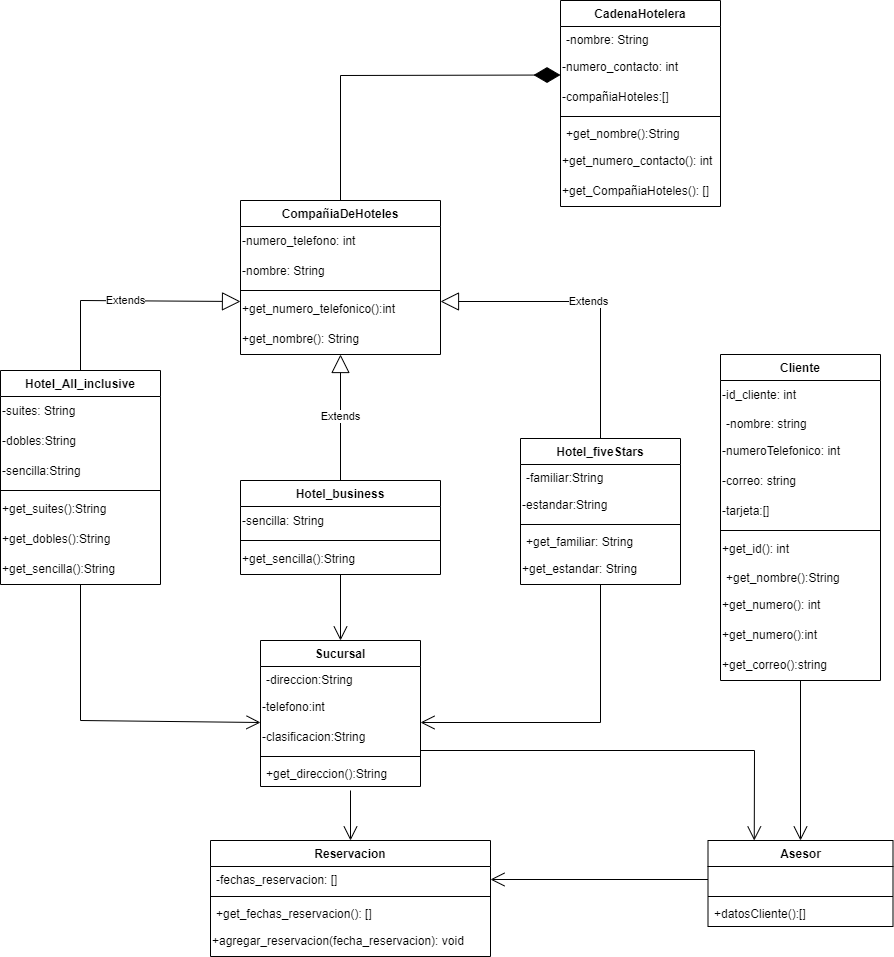 CadenaHotelera
-nombre: String
-numero_contacto: int
-compañiaHoteles:[]
+get_nombre():String
+get_numero_contacto(): int
+get_CompañiaHoteles(): []
CompañiaDeHoteles
-numero_telefono: int
-nombre: String
+get_numero_telefonico():int
+get_nombre(): String
Extends
Extends
Extends
Hotel_All_inclusive
-suites: String
-dobles:String
-sencilla:String
+get_suites():String
+get_dobles():String
+get_sencilla():String
Hotel_business
-sencilla: String
+get_sencilla():String
Hotel_fiveStars
-familiar:String
-estandar:String
+get_familiar: String
+get_estandar: String
Cliente
-id_cliente: int
-nombre: string
-numeroTelefonico: int
-correo: string
-tarjeta:[]
+get_id(): int
+get_nombre():String
+get_numero(): int
+get_numero():int
+get_correo():string
Sucursal
-direccion:String
-telefono:int
-clasificacion:String
+get_direccion():String
Reservacion
-fechas_reservacion: []
+get_fechas_reservacion(): []
+agregar_reservacion(fecha_reservacion): void
Asesor
+datosCliente():[]